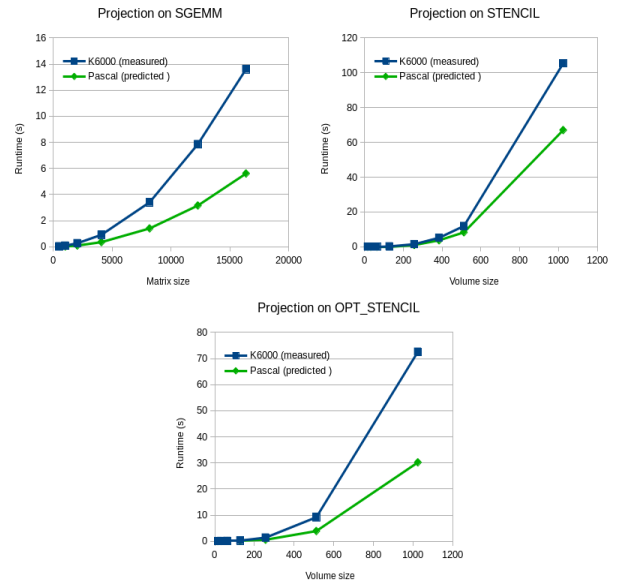 Projection on SGEMM
16
14
12
10
8
6
4
2
0
Runtime (s)
K6000 (measured)
Pascal (predicted )
0 5000 10000 15000 20000
Matrix size
Projection on STENCIL
120
100
80
60
40
20
0
Runtime (s)
K6000 (measured)
Pascal (predicted )
0 200 400 600 800 1000 1200
Volume size
Projection on OPT_STENCIL
80
70
60
50
40
30
20
10
0
Runtime (s)
K6000 (measured)
Pascal (predicted )
0 200 400 600 800 1000 1200
Volume size